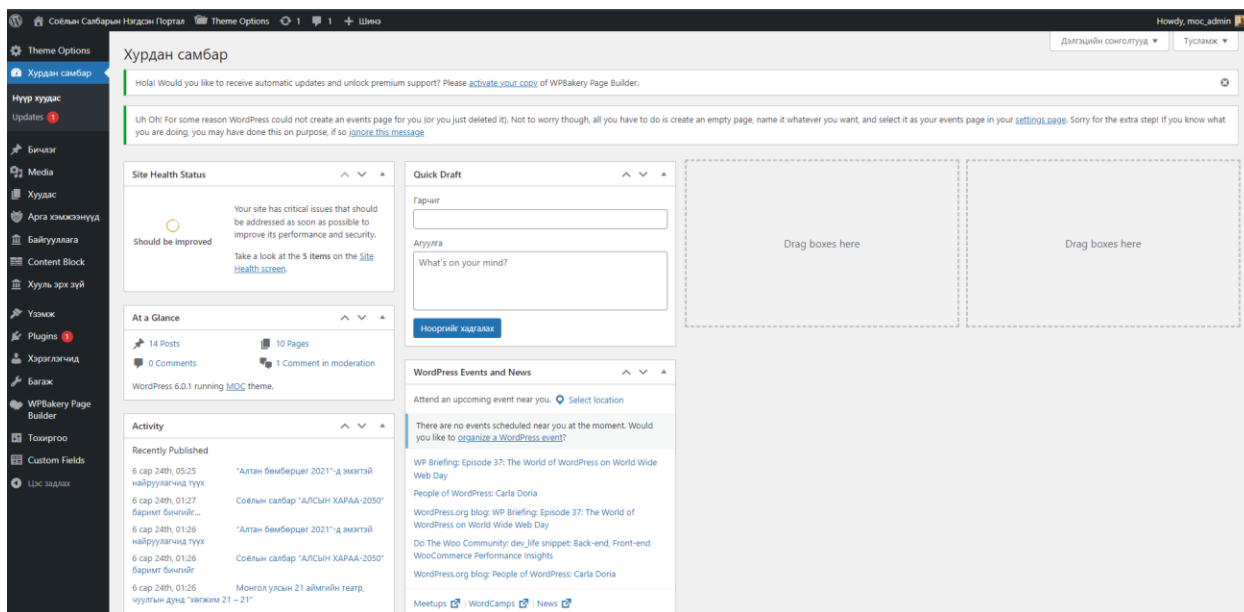 Соёлын Салбарын Нэгдсэн Портал Theme Options 1 1 Шинэ Howdy, moc_admin
Theme Options
Хурдан самбар
Нүүр хуудас
Updates 1
Бичлэг
Media
Хуудас
Арга хэмжээнүүд
Байгууллага
Content Block
Хууль эрх зүй
Үзэмж
Plugins 1
Хэрэглэгчид
Багаж
WPBakery Page
Builder
Тохиргоо
Custom Fields
Цэс задлах
Дэлгэцийн сонголтууд ▼ Тусламж ▼
Хурдан самбар
Hola! Would you like to receive automatic updates and unlock premium support? Please activate your copy of WPBakery Page Builder.
Uh Oh! For some reason WordPress could not create an events page for you (or you just deleted it). Not to worry though, all you have to do is create an empty page, name it whatever you want, and select it as your events page in your settings page. Sorry for the extra step! If you know what
you are doing, you may have done this on purpose, if so ignore this message
Site Health Status
Should be improved
Your site has critical issues that should
be addressed as soon as possible to
improve its performance and security.
Take a look at the 5 items on the Site
Health screen.
At a Glance
14 Posts 10 Pages
0 Comments 1 Comment in moderation
WordPress 6.0.1 running MOC theme.
Activity
Recently Published
6 сар 24th, 05:25 "Алтан бөмбөрцөг 2021"-д эмэгтэй
найруулагчид түүх
6 сар 24th, 01:27 Соёлын салбар "АЛСЫН ХАРАА-2050"
баримт бичгийг...
6 сар 24th, 01:26 "Алтан бөмбөрцөг 2021"-д эмэгтэй
найруулагчид түүх
6 сар 24th, 01:26 Соёлын салбар "АЛСЫН ХАРАА-2050"
баримт бичгийг
6 сар 24th, 01:26 Монгол улсын 21 аймгийн театр,
чуулгын дунд "хөгжим 21 – 21"
Quick Draft
Гарчиг
Агуулга
What's on your mind?
Нооргийг хадгалах
WordPress Events and News
Attend an upcoming event near you. Select location
There are no events scheduled near you at the moment. Would
you like to organize a WordPress event?
WP Briefing: Episode 37: The World of WordPress on World Wide
Web Day
People of WordPress: Carla Doria
WordPress.org blog: WP Briefing: Episode 37: The World of
WordPress on World Wide Web Day
Do The Woo Community: dev_life snippet: Back-end, Front-end
WooCommerce Performance Insights
WordPress.org blog: People of WordPress: Carla Doria
Meetups | WordCamps | News
Drag boxes here
Drag boxes here